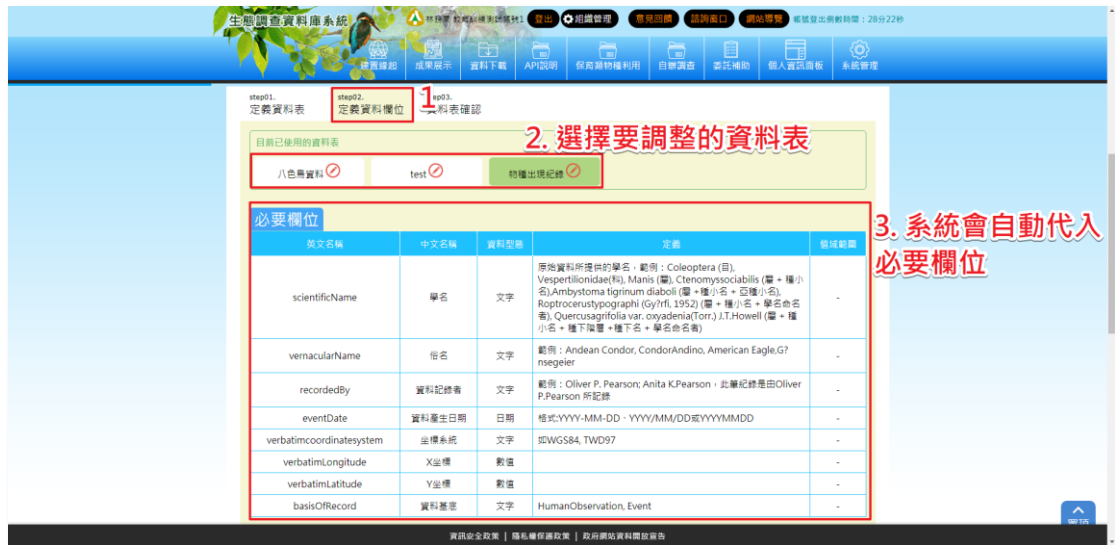 生態調查資料庫系統
登出 組織管理 意見回饋 諮詢窗口 網站導覽 帳號登出倒數時間：28分22秒
建置緣起 成果展示 資料下載 API說明 保育類物種利用 自辦調查 委託補助 個人資訊面板 系統管理
step01. step02. ep03.
定義資料表 定義資料欄位 料表確認
1
目前已使用的資料表
2. 選擇要調整的資料表
八色鳥資料 test 物種出現紀錄
必要欄位
3. 系統會自動代入
必要欄位
英文名稱 中文名稱 資料型態 定義 值域範圍
原始資料所提供的學名，範例：Coleoptera (目),
Vespertilionidae(科), Manis (屬), Ctenomyssociabilis (屬 + 種小
名),Ambystoma tigrinum diaboli (屬 +種小名 + 亞種小名),
scientificName 學名 文字 Roptrocerustypographi (Gy?rfi, 1952) (屬 + 種小名 + 學名命名 -
者), Quercusagrifolia var. oxyadenia(Torr.) J.T.Howell (屬 + 種
小名 + 種下階層 +種下名 + 學名命名者)
vernacularName 俗名 文字 範例：Andean Condor, CondorAndino, American Eagle,G? -
nsegeier
recordedBy 資料記錄者 文字 範例：Oliver P. Pearson; Anita K.Pearson，此筆紀錄是由Oliver -
P.Pearson 所記錄
eventDate 資料產生日期 日期 格式:YYYY-MM-DD、YYYY/MM/DD或YYYYMMDD -
verbatimcoordinatesystem 坐標系統 文字 如WGS84, TWD97 -
verbatimLongitude X坐標 數值 -
verbatimLatitude Y坐標 數值 -
basisOfRecord 資料基底 文字 HumanObservation, Event -
置頂
資訊安全政策 | 隱私權保護政策 | 政府網站資料開放宣告